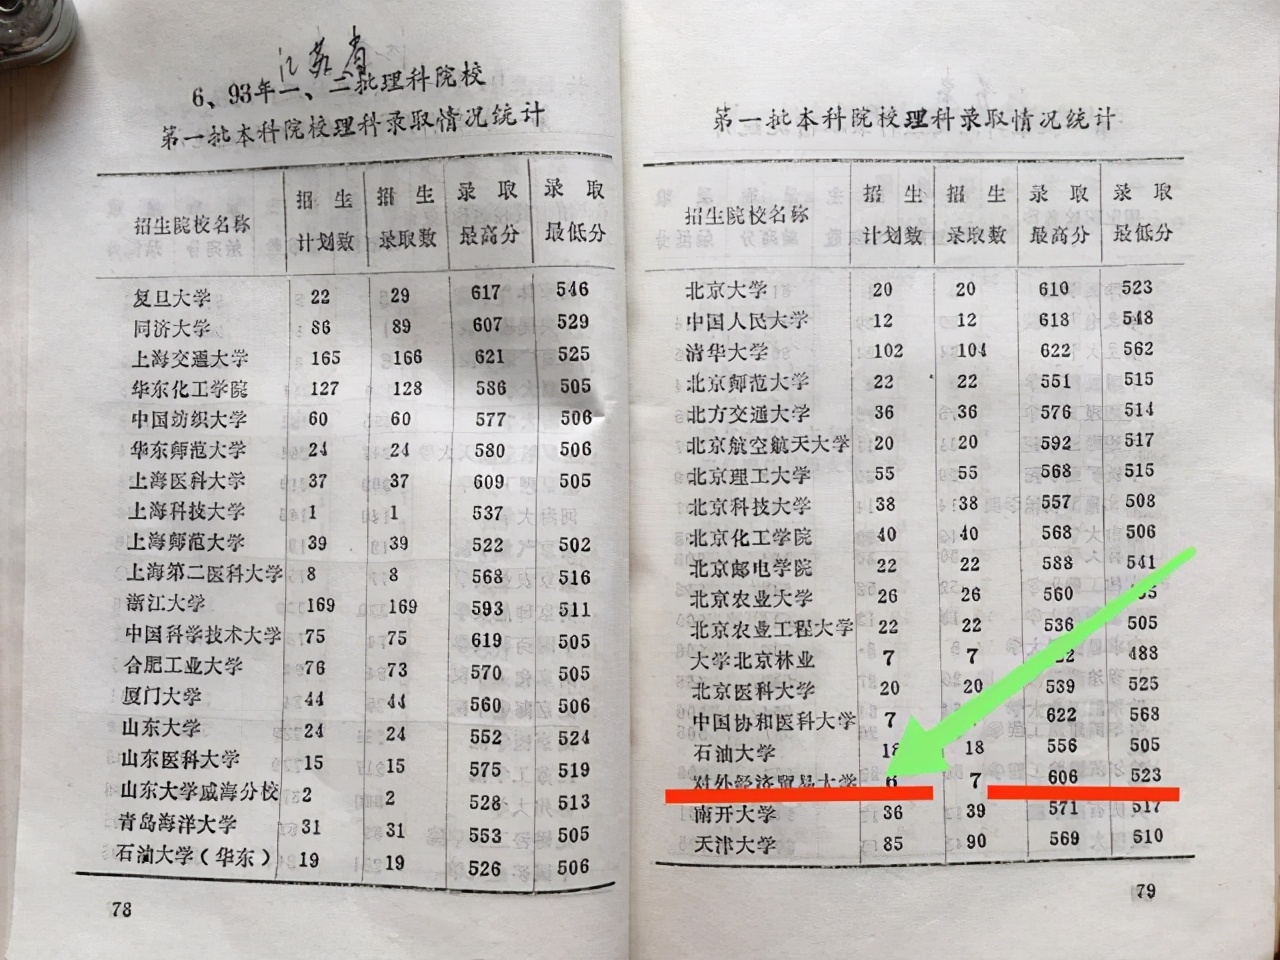 江苏省
6、93年一、二批理科院校
第一批本科院校理科录取情况统计
招生院校名称 招生计划数 招生录取数 录取最高分 录取最低分
复旦大学 22 29 617 546
同济大学 86 89 607 529
上海交通大学 165 166 621 525
华东化工学院 127 128 586 505
中国纺织大学 60 60 577 506
华东师范大学 24 24 580 506
上海医科大学 37 37 609 505
上海科技大学 1 1 537
上海师范大学 39 39 522 502
上海第二医科大学 8 8 568 516
浙江大学 169 169 593 511
中国科学技术大学 75 75 619 505
合肥工业大学 76 73 570 505
厦门大学 44 44 560 506
山东大学 24 24 552 524
山东医科大学 15 15 575 519
山东大学威海分校 2 2 528 513
青岛海洋大学 31 31 553 505
石油大学(华东) 19 19 526 506
78
第一批本科院校理科录取情况统计
招生院校名称 招生计划数 招生录取数 录取最高分 录取最低分
北京大学 20 20 610 523
中国人民大学 12 12 618 548
清华大学 102 104 622 562
北京师范大学 22 22 551 515
北方交通大学 36 36 576 514
北京航空航天大学 20 20 592 517
北京理工大学 55 55 568 515
北京科技大学 38 38 557 508
北京化工学院 40 40 568 506
北京邮电学院 22 22 588 541
北京农业大学 26 26 560
北京农业工程大学 22 22 536 505
大学北京林业 7 7 488
北京医科大学 20 20 539 525
中国协和医科大学 7 622 568
石油大学 18 18 556 505
对外经济贸易大学 6 7 606 523
南开大学 36 39 571 517
天津大学 85 90 569 510
79